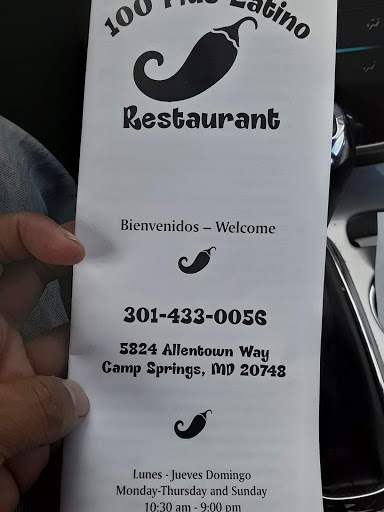 100 Plus Latino
Restaurant
Bienvenidos – Welcome
301-433-0056
5824 Allentown Way
Camp Springs, MD 20748
Lunes - Jueves Domingo
Monday-Thursday and Sunday
10:30 am - 9:00 pm